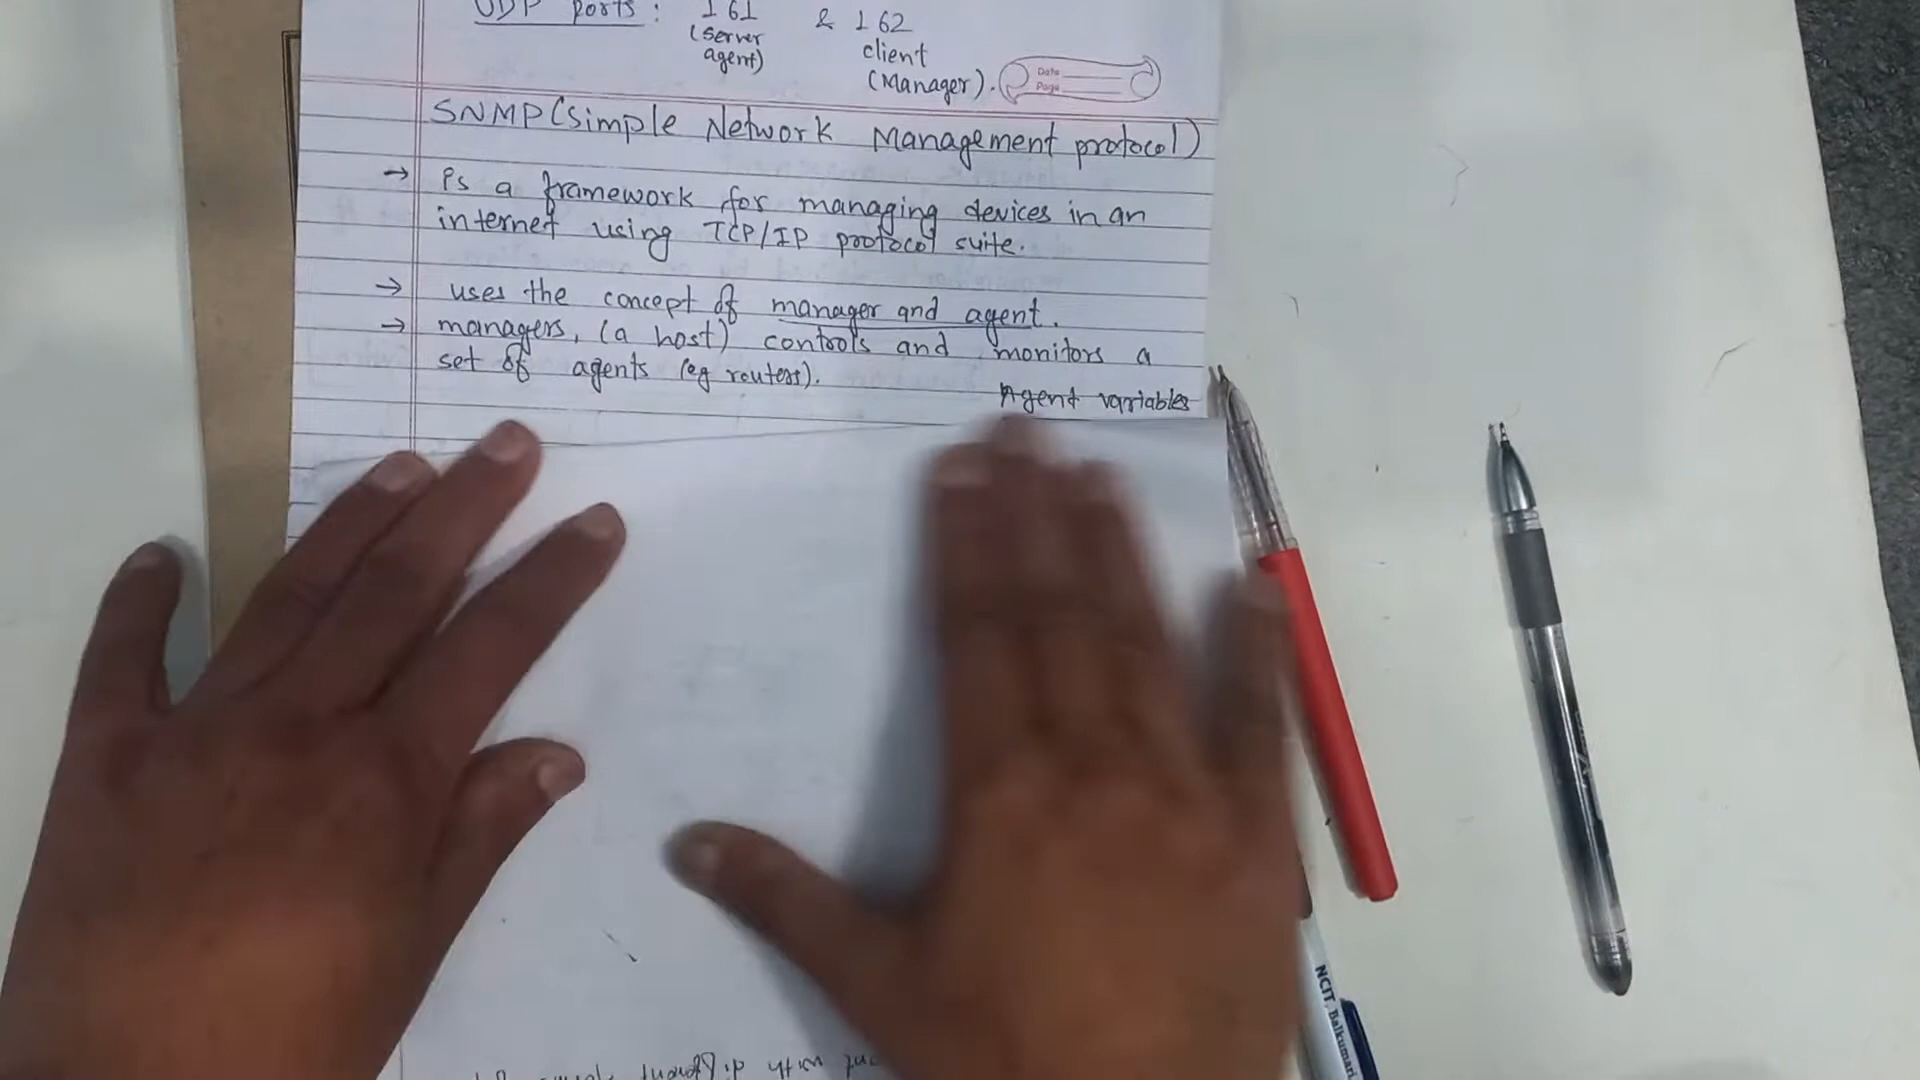 UDP ports: 161 & 162
(server agent)
client (Manager).
Date
Page
SNMP(Simple Network Management protocol)
→ Is a framework for managing devices in an
internet using TCP/IP protocol suite.
→ uses the concept of manager and agent.
→ managers, (a host) controls and monitors a
set of agents (eg routers).
Agent variables
NCIT, Balkumari